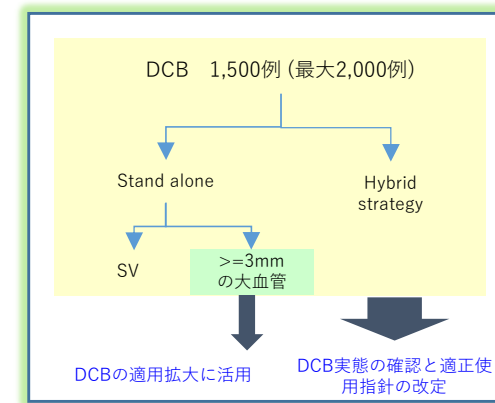 DCB　1,500例 (最大2,000例)
Stand alone
Hybrid
strategy
SV
>=3mm
の大血管
DCBの適用拡大に活用
DCB実態の確認と適正使
用指針の改定